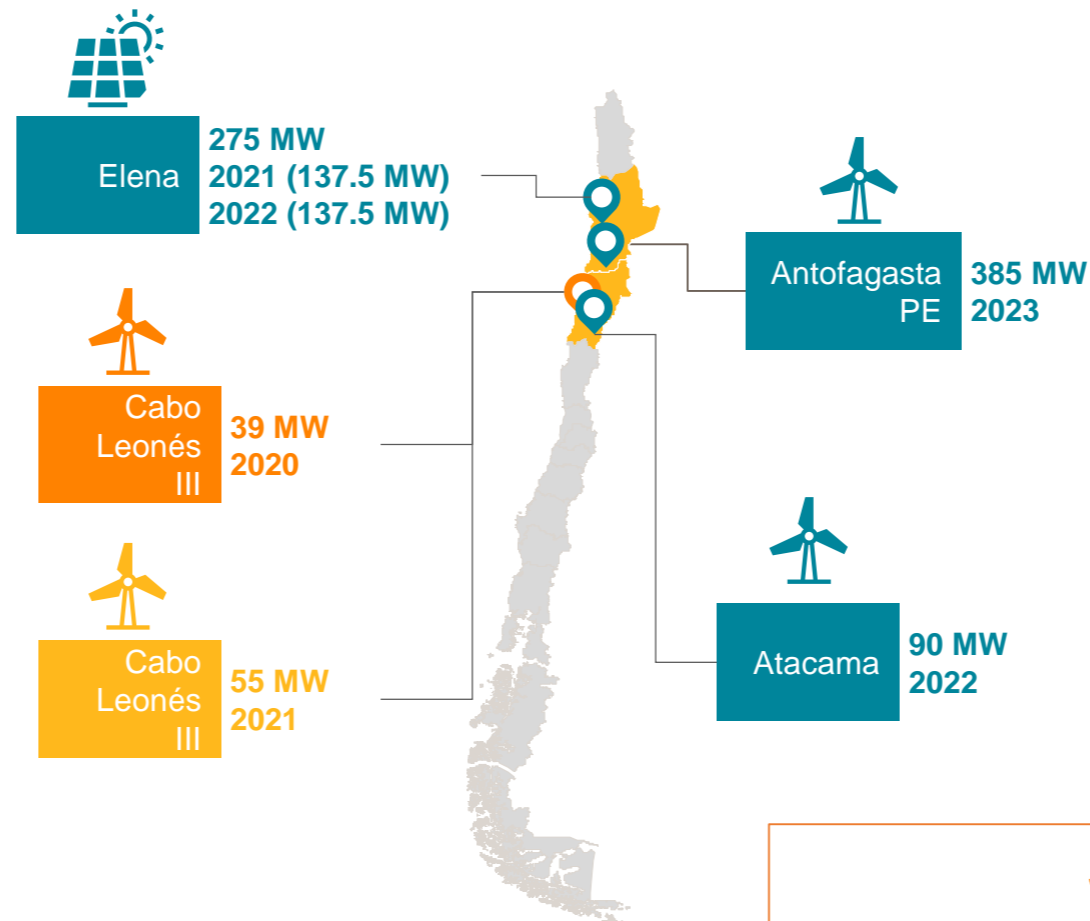 Elena
275 MW
2021 (137.5 MW)
2022 (137.5 MW)
Antofagasta
PE
385 MW
2023
Cabo
Leonés
III
39 MW
2020
Cabo
Leonés
III
55 MW
2021
Atacama
90 MW
2022